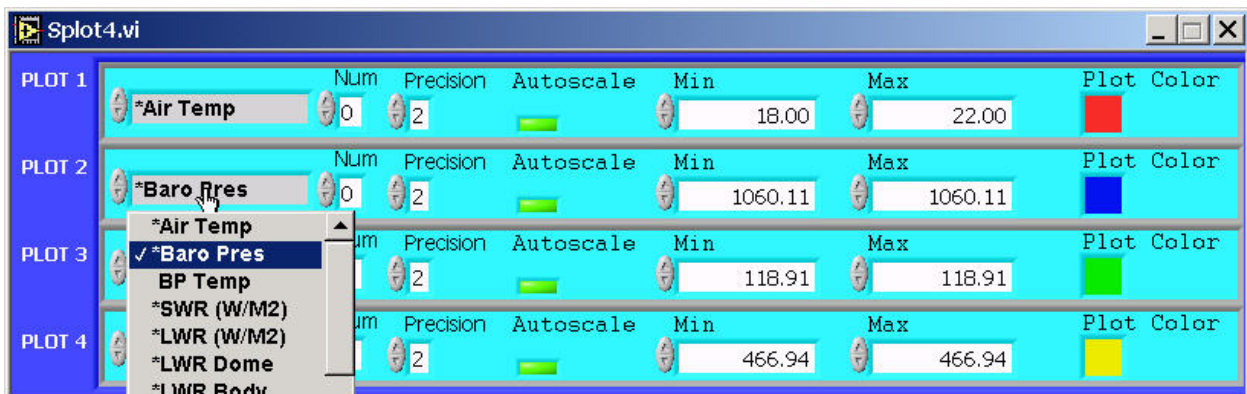 Splot4.vi
PLOT 1 Num Precision Autoscale Min Max Plot Color
*Air Temp 0 2 18.00 22.00
PLOT 2 Num Precision Autoscale Min Max Plot Color
*Baro Pres 0 2 1060.11 1060.11
*Air Temp
PLOT 3 Precision Autoscale Min Max Plot Color
✓ *Baro Pres
BP Temp 2 118.91 118.91
*SWR (W/M2)
PLOT 4 Precision Autoscale Min Max Plot Color
*LWR (W/M2)
*LWR Dome 2 466.94 466.94
*LWR Body